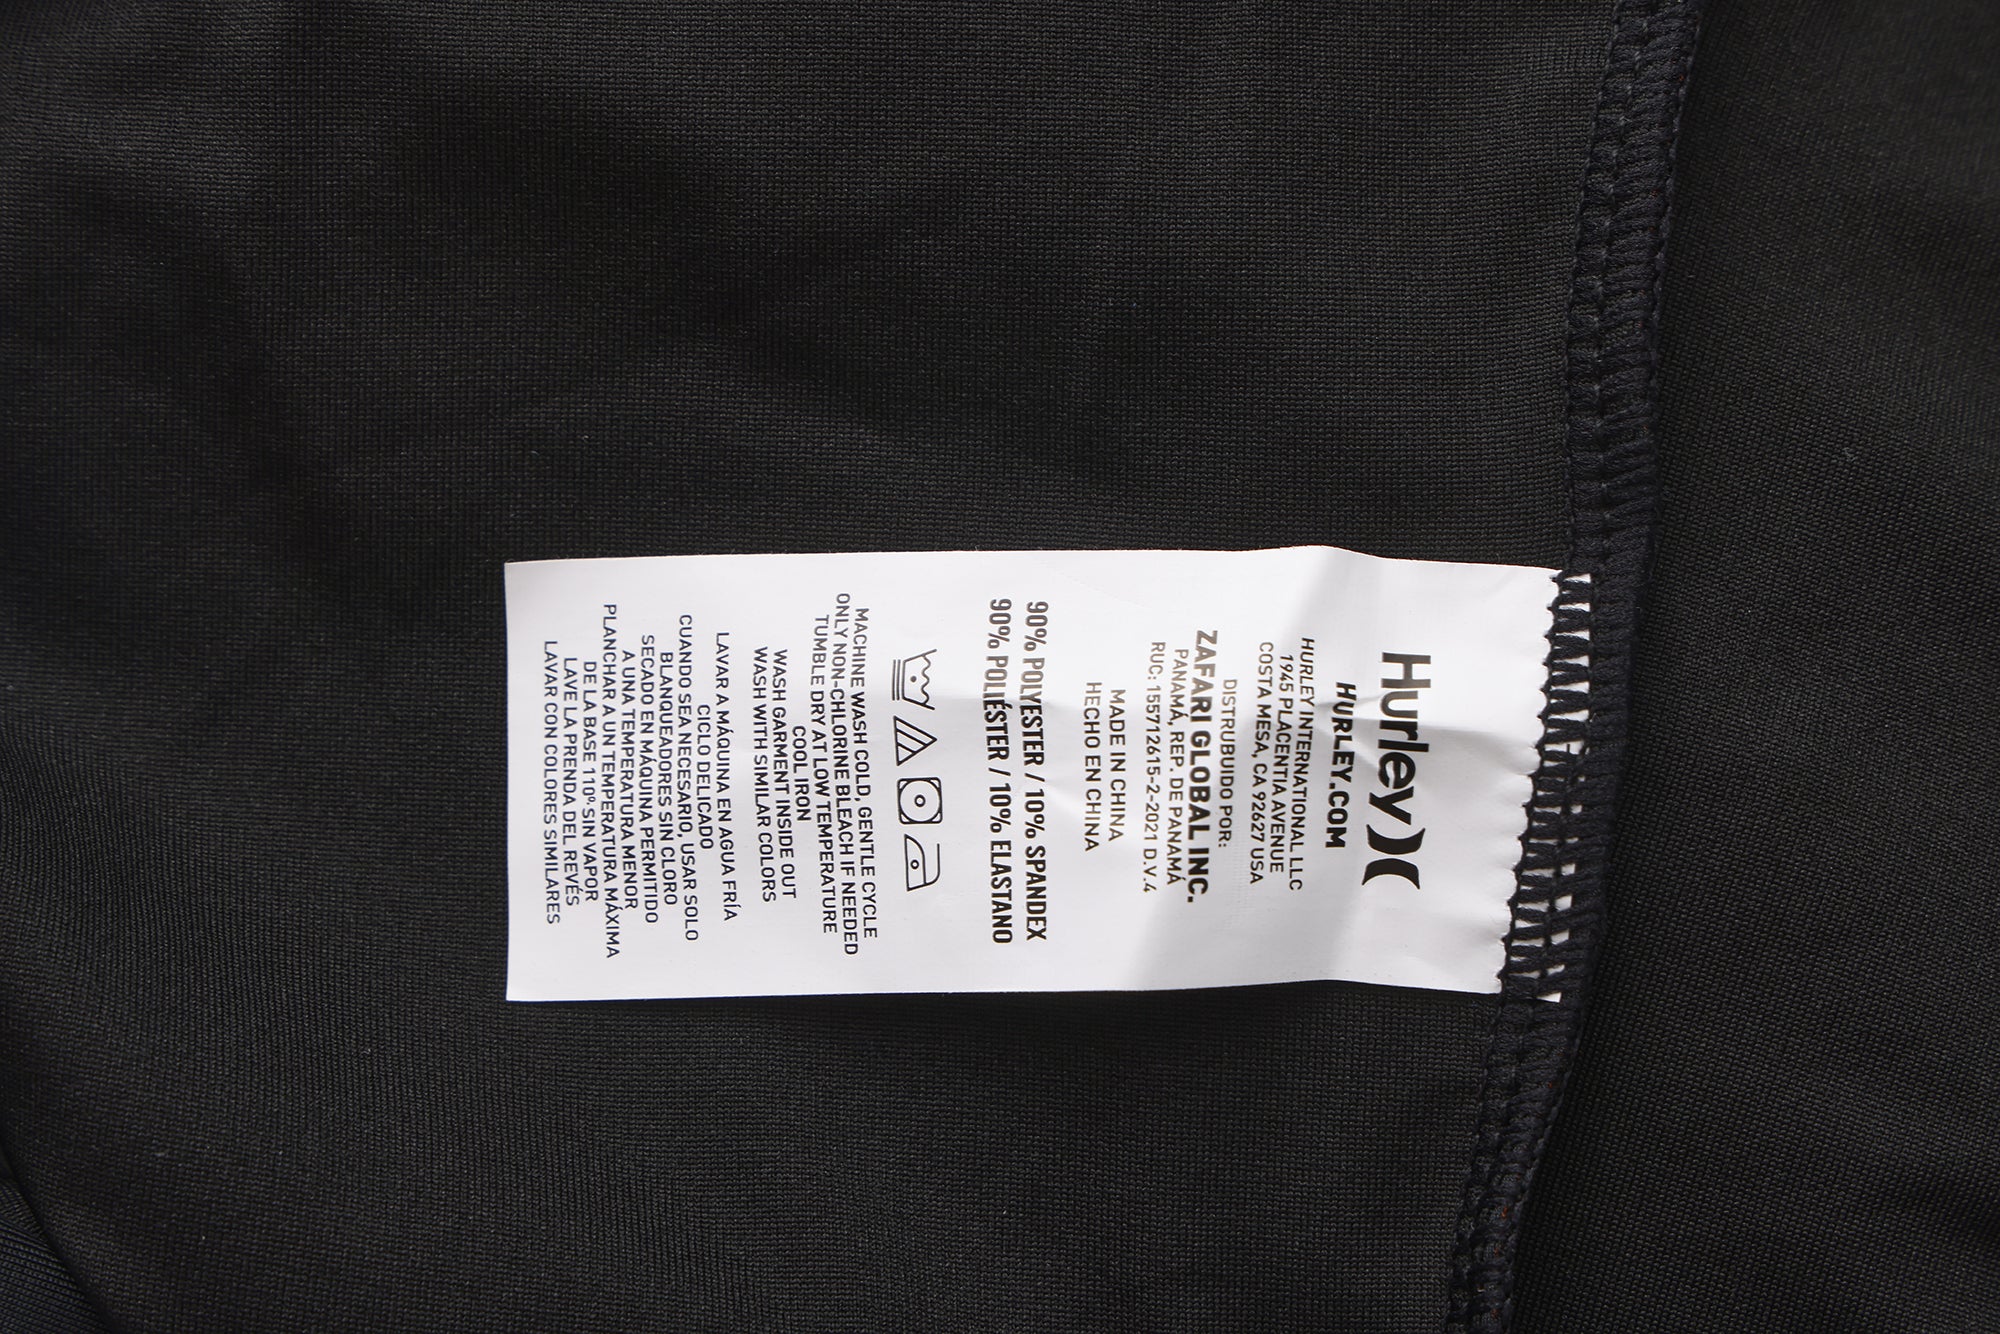 Hurley
HURLEY.COM
HURLEY INTERNATIONAL LLC
1945 PLACENTIA AVENUE
COSTA MESA, CA 92627 USA
DISTRUBUIDO POR:
ZAFARI GLOBAL INC.
PANAMÁ, REP. DE PANAMÁ
RUC: 155712615-2-2021 D.V.4
MADE IN CHINA
HECHO EN CHINA
90% POLYESTER / 10% SPANDEX
90% POLIÉSTER / 10% ELASTANO
MACHINE WASH COLD, GENTLE CYCLE
ONLY NON-CHLORINE BLEACH IF NEEDED
TUMBLE DRY AT LOW TEMPERATURE
COOL IRON
WASH GARMENT INSIDE OUT
WASH WITH SIMILAR COLORS
LAVAR A MÁQUINA EN AGUA FRÍA
CICLO DELICADO
CUANDO SEA NECESARIO, USAR SOLO
BLANQUEADORES SIN CLORO
SECADO EN MÁQUINA PERMITIDO
A UNA TEMPERATURA MENOR
PLANCHAR A UN TEMPERATURA MÁXIMA
DE LA BASE 110º SIN VAPOR
LAVE LA PRENDA DEL REVÉS
LAVAR CON COLORES SIMILARES